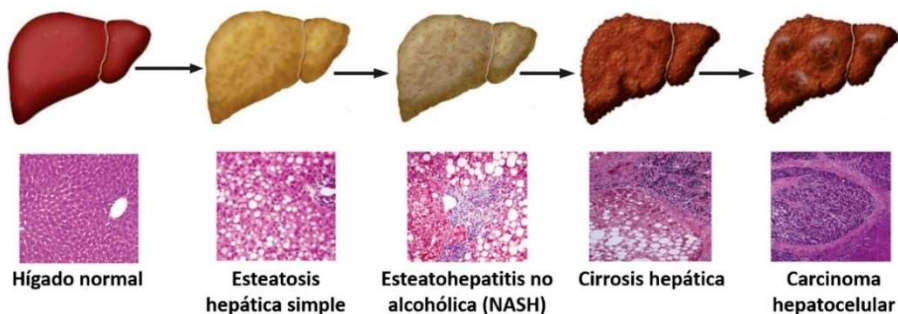 Hígado normal
Esteatosis
hepática simple
Esteatohepatitis no
alcohólica (NASH)
Cirrosis hepática
Carcinoma
hepatocelular